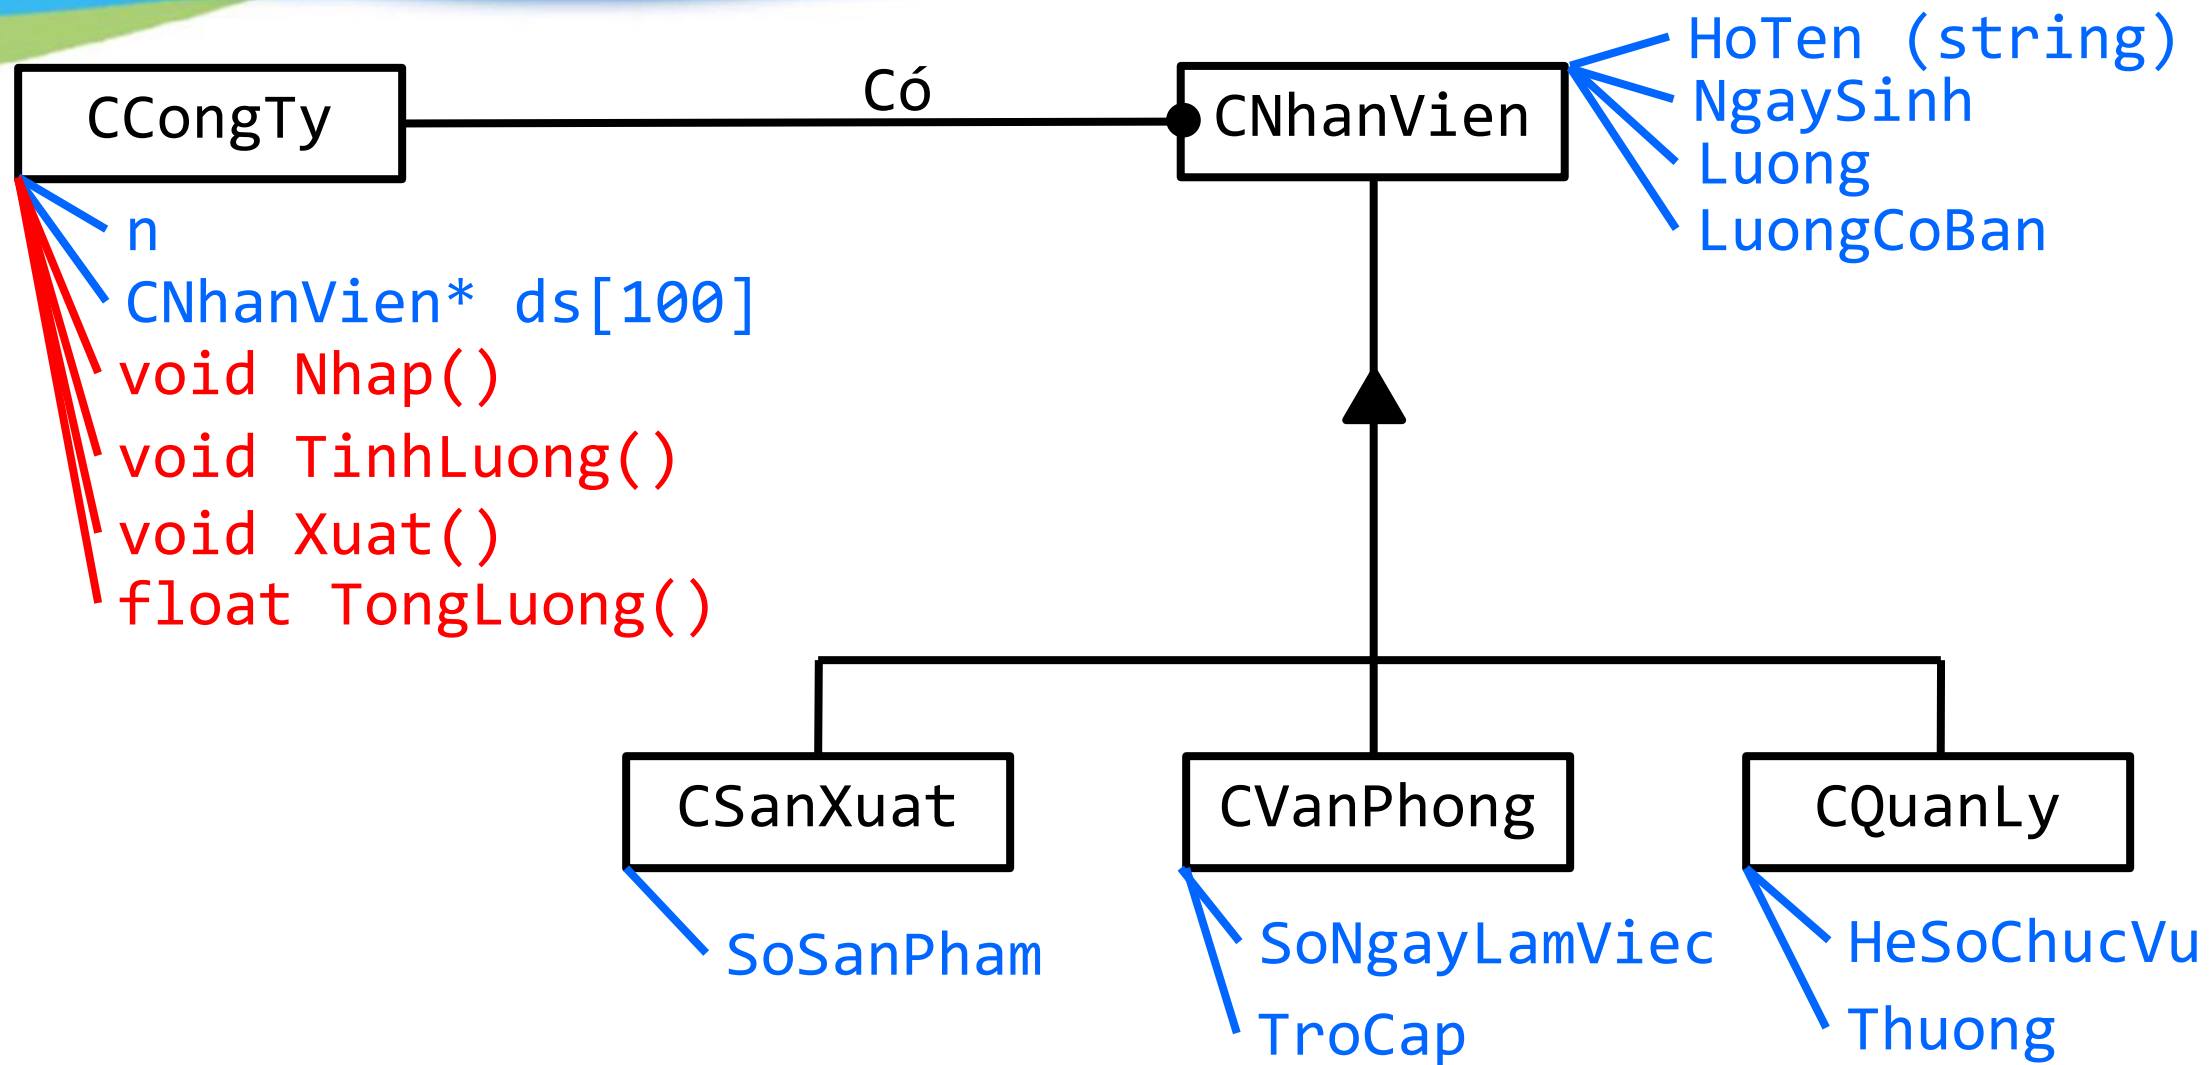 CCongTy
Có
CNhanVien
HoTen (string)
NgaySinh
Luong
LuongCoBan
n
CNhanVien* ds[100]
void Nhap()
void TinhLuong()
void Xuat()
float TongLuong()
CSanXuat
CVanPhong
CQuanLy
SoSanPham
SoNgayLamViec
TroCap
HeSoChucVu
Thuong